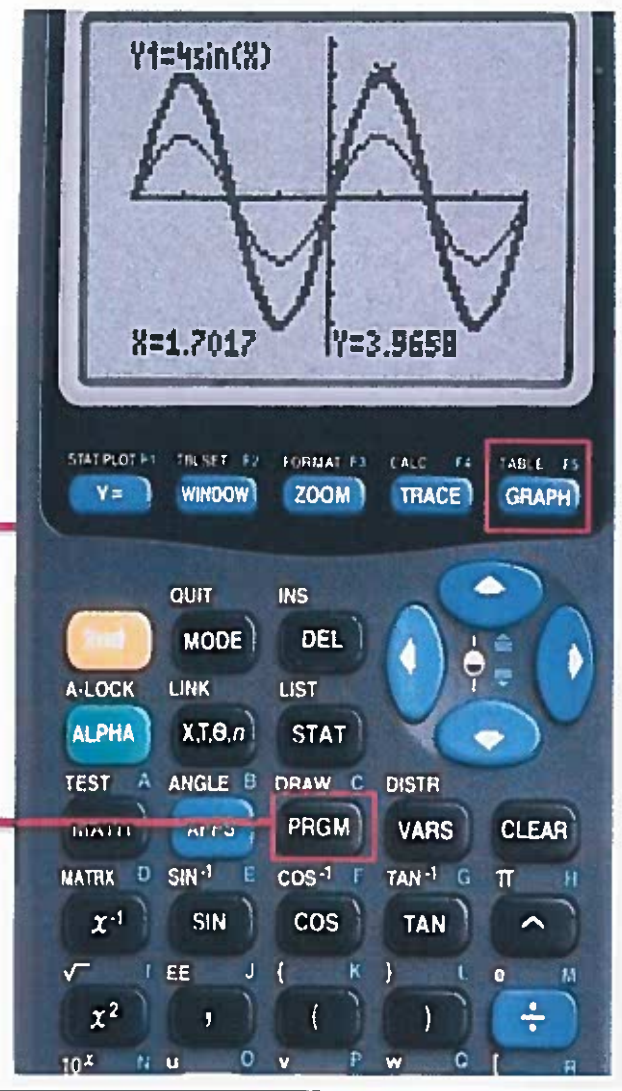 Y1=4sin(X)
X=1.7017 Y=3.9658
STAT PLOT F1 TBLSET F2 FORMAT F3 CALC F4 TABLE F5
Y= WINDOW ZOOM TRACE GRAPH
QUIT INS
MODE DEL
A-LOCK LINK LIST
ALPHA X,T,θ,n STAT
TEST A ANGLE B DRAW C DISTR
MATH APPS PRGM VARS CLEAR
MATRX D SIN⁻¹ E COS⁻¹ F TAN⁻¹ G π H
x⁻¹ SIN COS TAN ^
√ I EE J { K } L e M
x² , ( ) ÷
10ˣ N u O v P w Q [ R